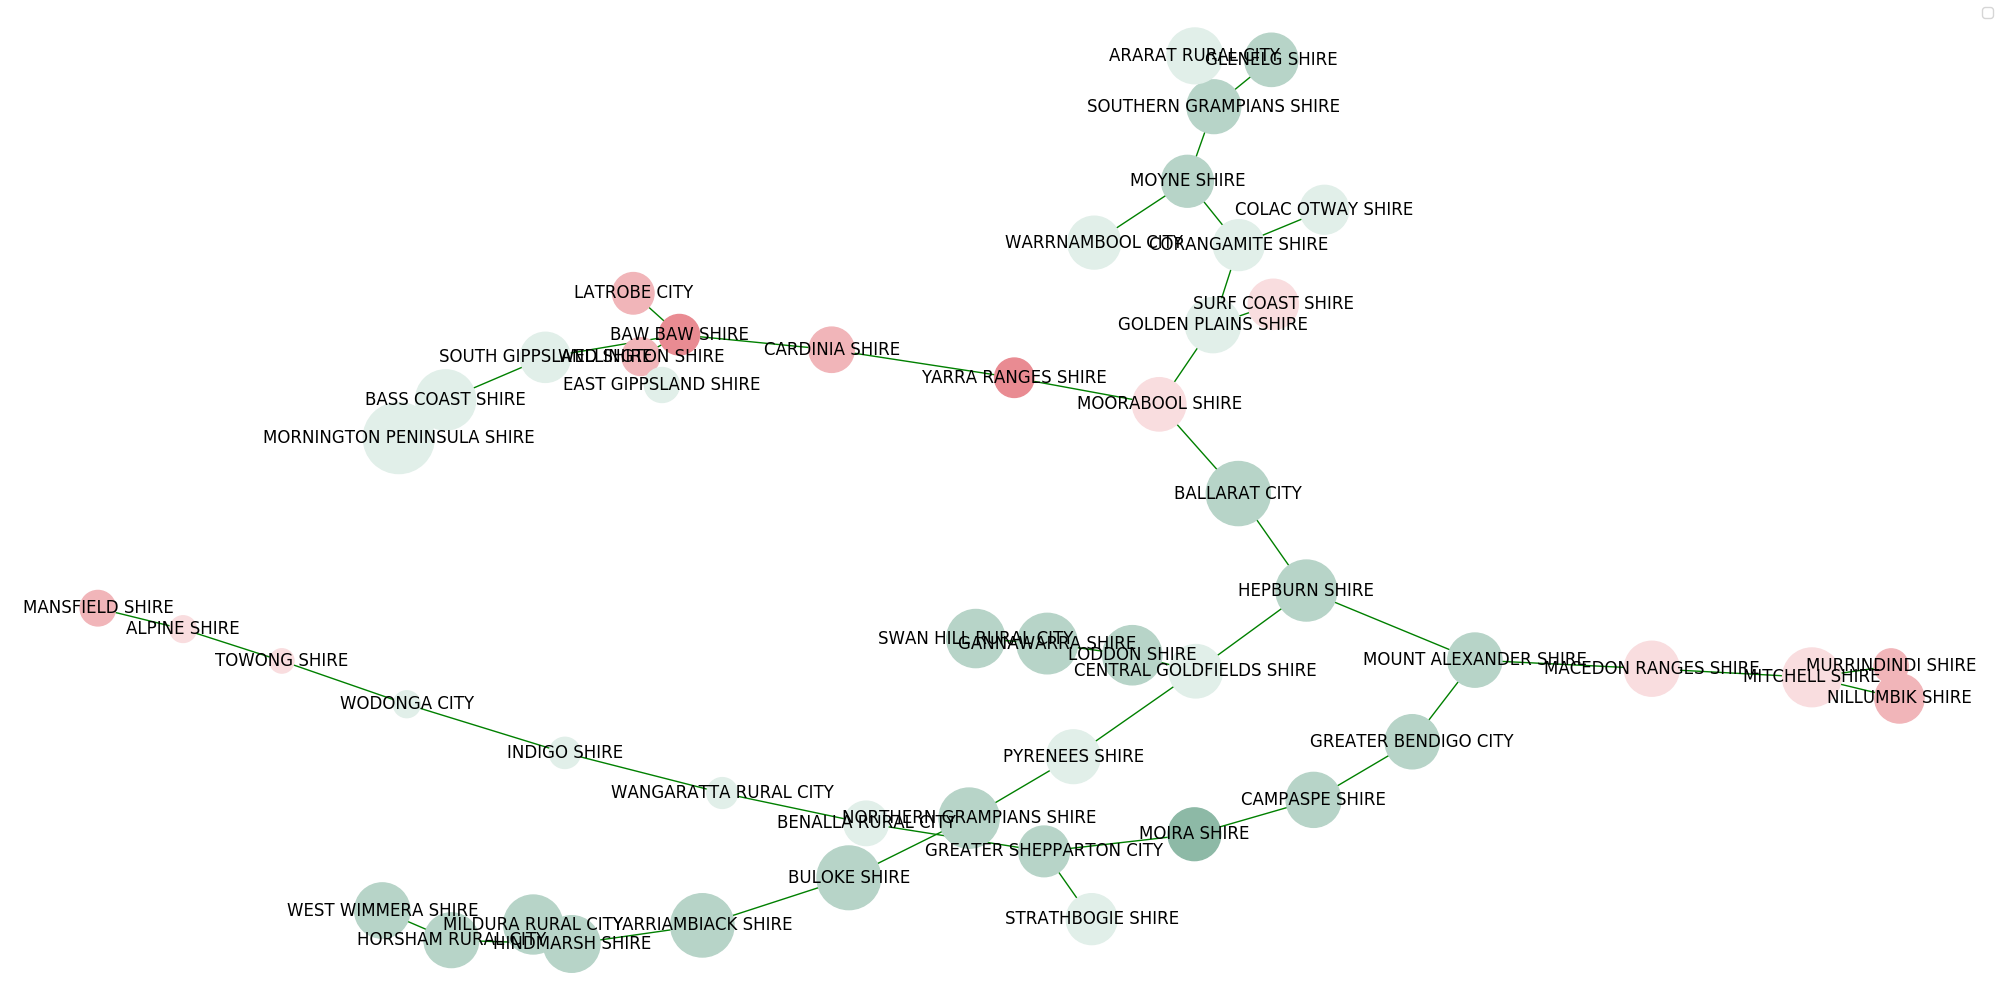 ARARAT RURAL CITY
GLENELG SHIRE
SOUTHERN GRAMPIANS SHIRE
MOYNE SHIRE
COLAC OTWAY SHIRE
WARRNAMBOOL CITY
CORANGAMITE SHIRE
LATROBE CITY
SURF COAST SHIRE
GOLDEN PLAINS SHIRE
BAW BAW SHIRE
CARDINIA SHIRE
SOUTH GIPPSLAND SHIRE
WELLINGTON SHIRE
YARRA RANGES SHIRE
EAST GIPPSLAND SHIRE
BASS COAST SHIRE
MOORABOOL SHIRE
MORNINGTON PENINSULA SHIRE
BALLARAT CITY
HEPBURN SHIRE
MANSFIELD SHIRE
ALPINE SHIRE
SWAN HILL RURAL CITY
GANNAWARRA SHIRE
LODDON SHIRE
TOWONG SHIRE
MOUNT ALEXANDER SHIRE
MURRINDINDI SHIRE
MACEDON RANGES SHIRE
CENTRAL GOLDFIELDS SHIRE
MITCHELL SHIRE
NILLUMBIK SHIRE
WODONGA CITY
GREATER BENDIGO CITY
INDIGO SHIRE
PYRENEES SHIRE
WANGARATTA RURAL CITY
CAMPASPE SHIRE
NORTHERN GRAMPIANS SHIRE
BENALLA RURAL CITY
MOIRA SHIRE
GREATER SHEPPARTON CITY
BULOKE SHIRE
WEST WIMMERA SHIRE
STRATHBOGIE SHIRE
MILDURA RURAL CITY
YARRIAMBIACK SHIRE
HORSHAM RURAL CITY
HINDMARSH SHIRE